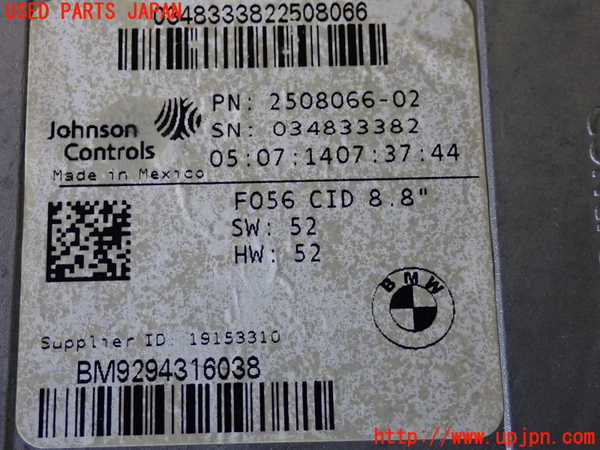 USED PARTS JAPAN
0348333822508066
Johnson
Controls
PN: 2508066-02
SN: 034833382
05:07:1407:37:44
Made in Mexico
F056 CID 8.8"
SW: 52
HW: 52
BMW
Supplier ID: 19153310
BM9294316038
http://www.upjpn.com